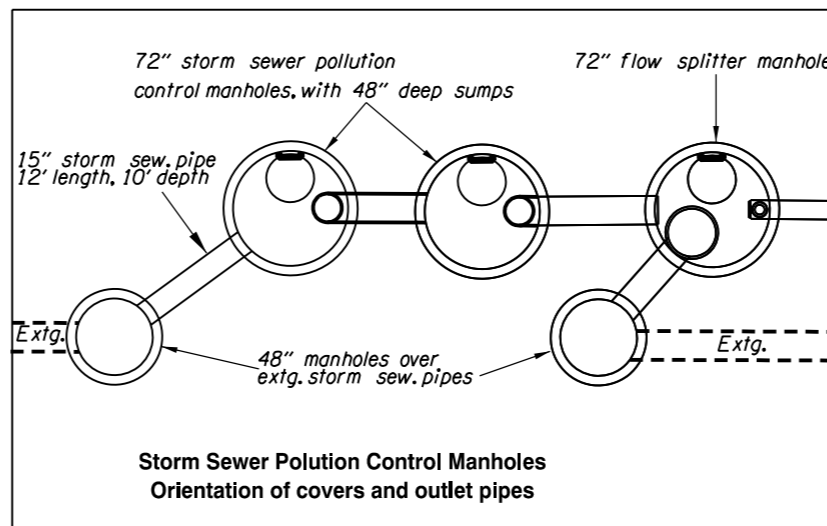 72" storm sewer pollution
control manholes, with 48" deep sumps
72" flow splitter manhole
15" storm sew. pipe
12' length, 10' depth
Extg.
48" manholes over
extg. storm sew. pipes
Extg.
Storm Sewer Polution Control Manholes
Orientation of covers and outlet pipes